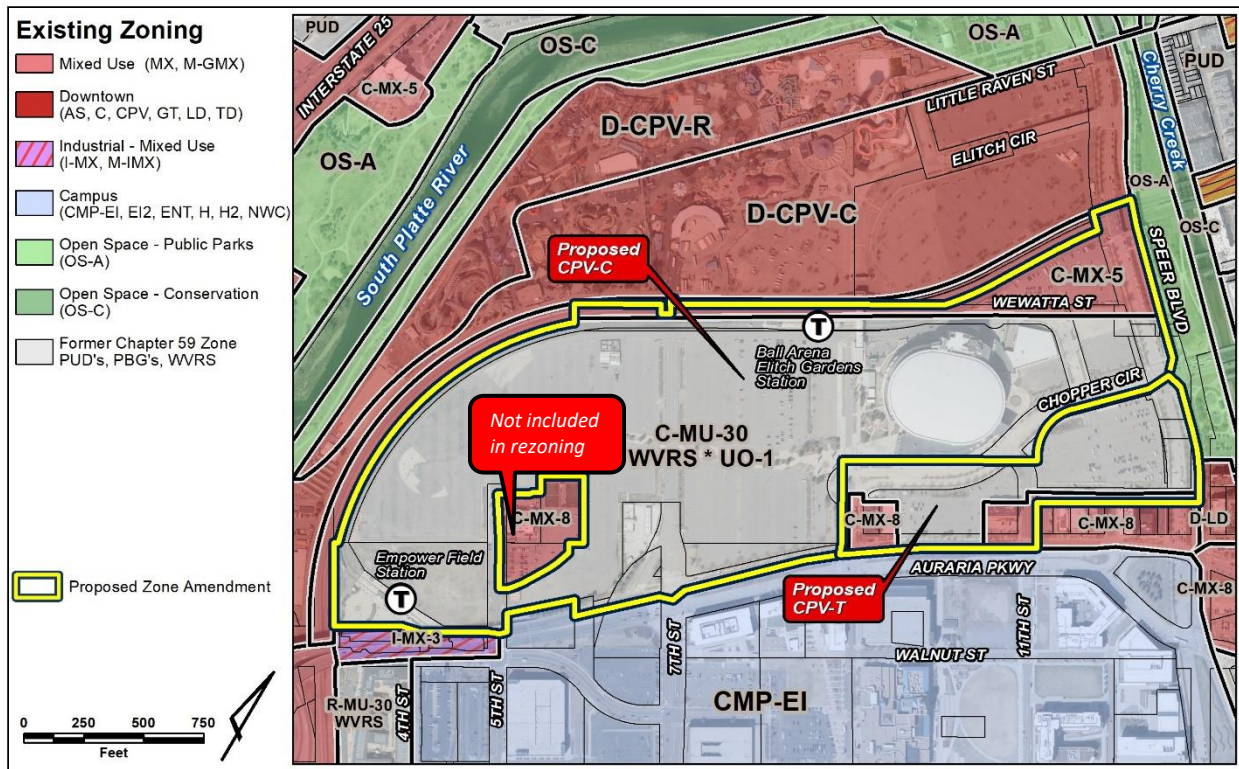 Existing Zoning
Mixed Use (MX, M-GMX)
Downtown
(AS, C, CPV, GT, LD, TD)
Industrial - Mixed Use
(I-MX, M-IMX)
Campus
(CMP-EI, EI2, ENT, H, H2, NWC)
Open Space - Public Parks
(OS-A)
Open Space - Conservation
(OS-C)
Former Chapter 59 Zone
PUD's, PBG's, WVRS
Proposed Zone Amendment
0 250 500 750
Feet
PUD
INTERSTATE 25
C-MX-5
OS-C
OS-A
PUD
Cherry Creek
OS-A
South Platte River
D-CPV-R
LITTLE RAVEN ST
ELITCH CIR
OS-A
OS-C
D-CPV-C
SPEER BLVD
Proposed
CPV-C
C-MX-5
WEWATTA ST
T
Ball Arena
Elitch Gardens
Station
CHOPPER CIR
Not included
in rezoning
C-MU-30
WVRS * UO-1
C-MX-8
C-MX-8
C-MX-8
D-LD
Empower Field
Station
T
AURARIA PKWY
Proposed
CPV-T
C-MX-8
I-MX-3
7TH ST
11TH ST
WALNUT ST
R-MU-30
WVRS
4TH ST
5TH ST
CMP-EI